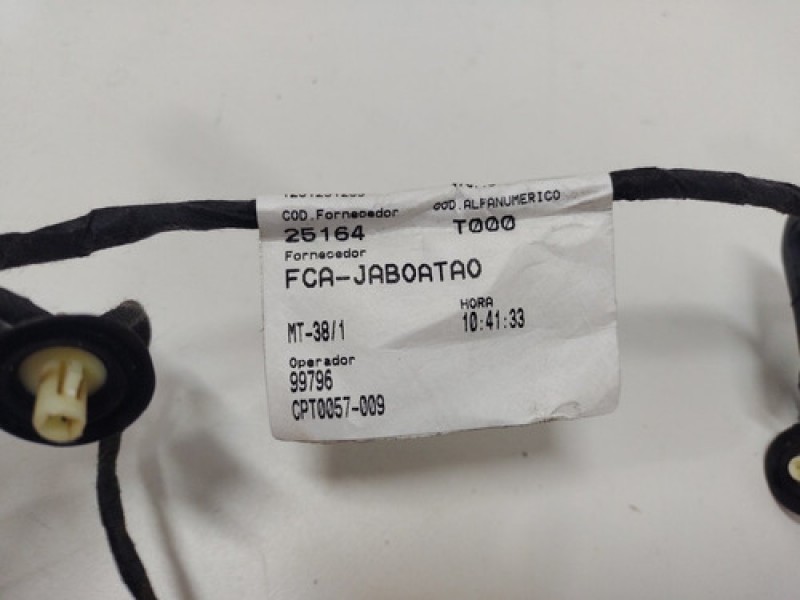 COD.Fornecedor COD.ALFANUMERICO
25164 T000
Fornecedor
FCA-JABOATAO
HORA
MT-38/1 10:41:33
Operador
99796
CPT0057-009